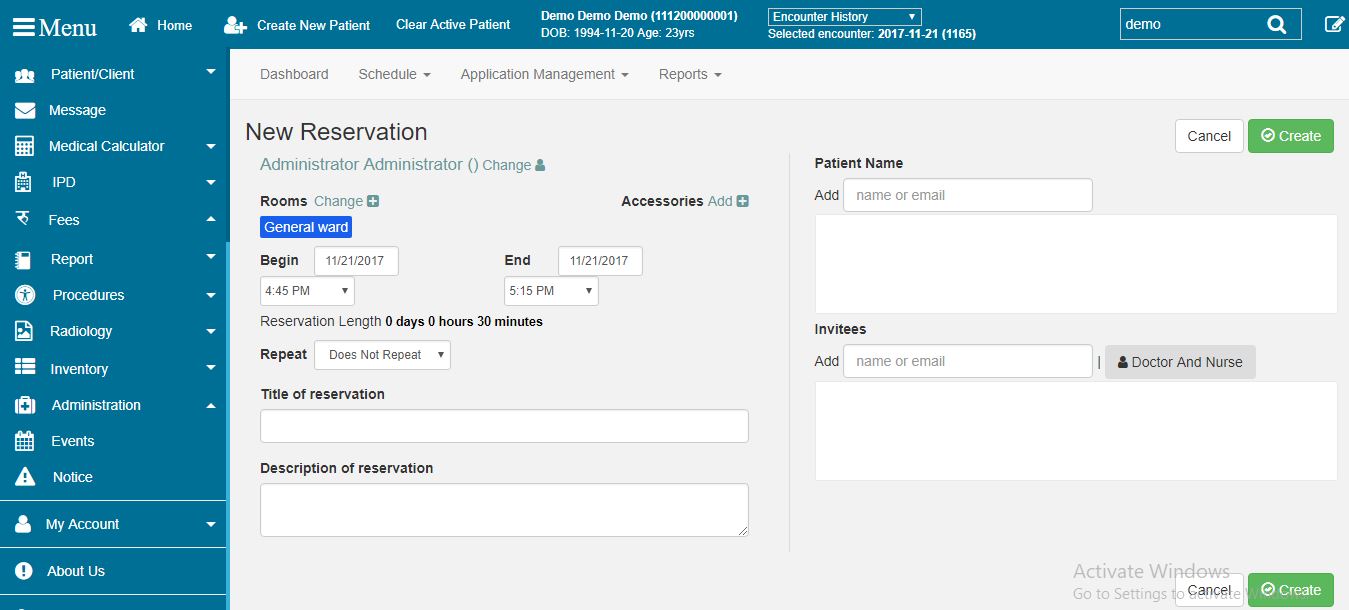 Menu
Home
Create New Patient
Clear Active Patient
Demo Demo Demo (111200000001)
DOB: 1994-11-20 Age: 23yrs
Encounter History
Selected encounter: 2017-11-21 (1165)
demo
Patient/Client
Message
Medical Calculator
IPD
Fees
Report
Procedures
Radiology
Inventory
Administration
Events
Notice
My Account
About Us
Dashboard Schedule Application Management Reports
New Reservation
Cancel Create
Administrator Administrator () Change
Rooms Change
Accessories Add
General ward
Begin 11/21/2017 End 11/21/2017
4:45 PM 5:15 PM
Reservation Length 0 days 0 hours 30 minutes
Repeat Does Not Repeat
Title of reservation
Description of reservation
Patient Name
Add name or email
Invitees
Add name or email | Doctor And Nurse
Activate Windows
Go to Settings to activate Windows.
Cancel Create